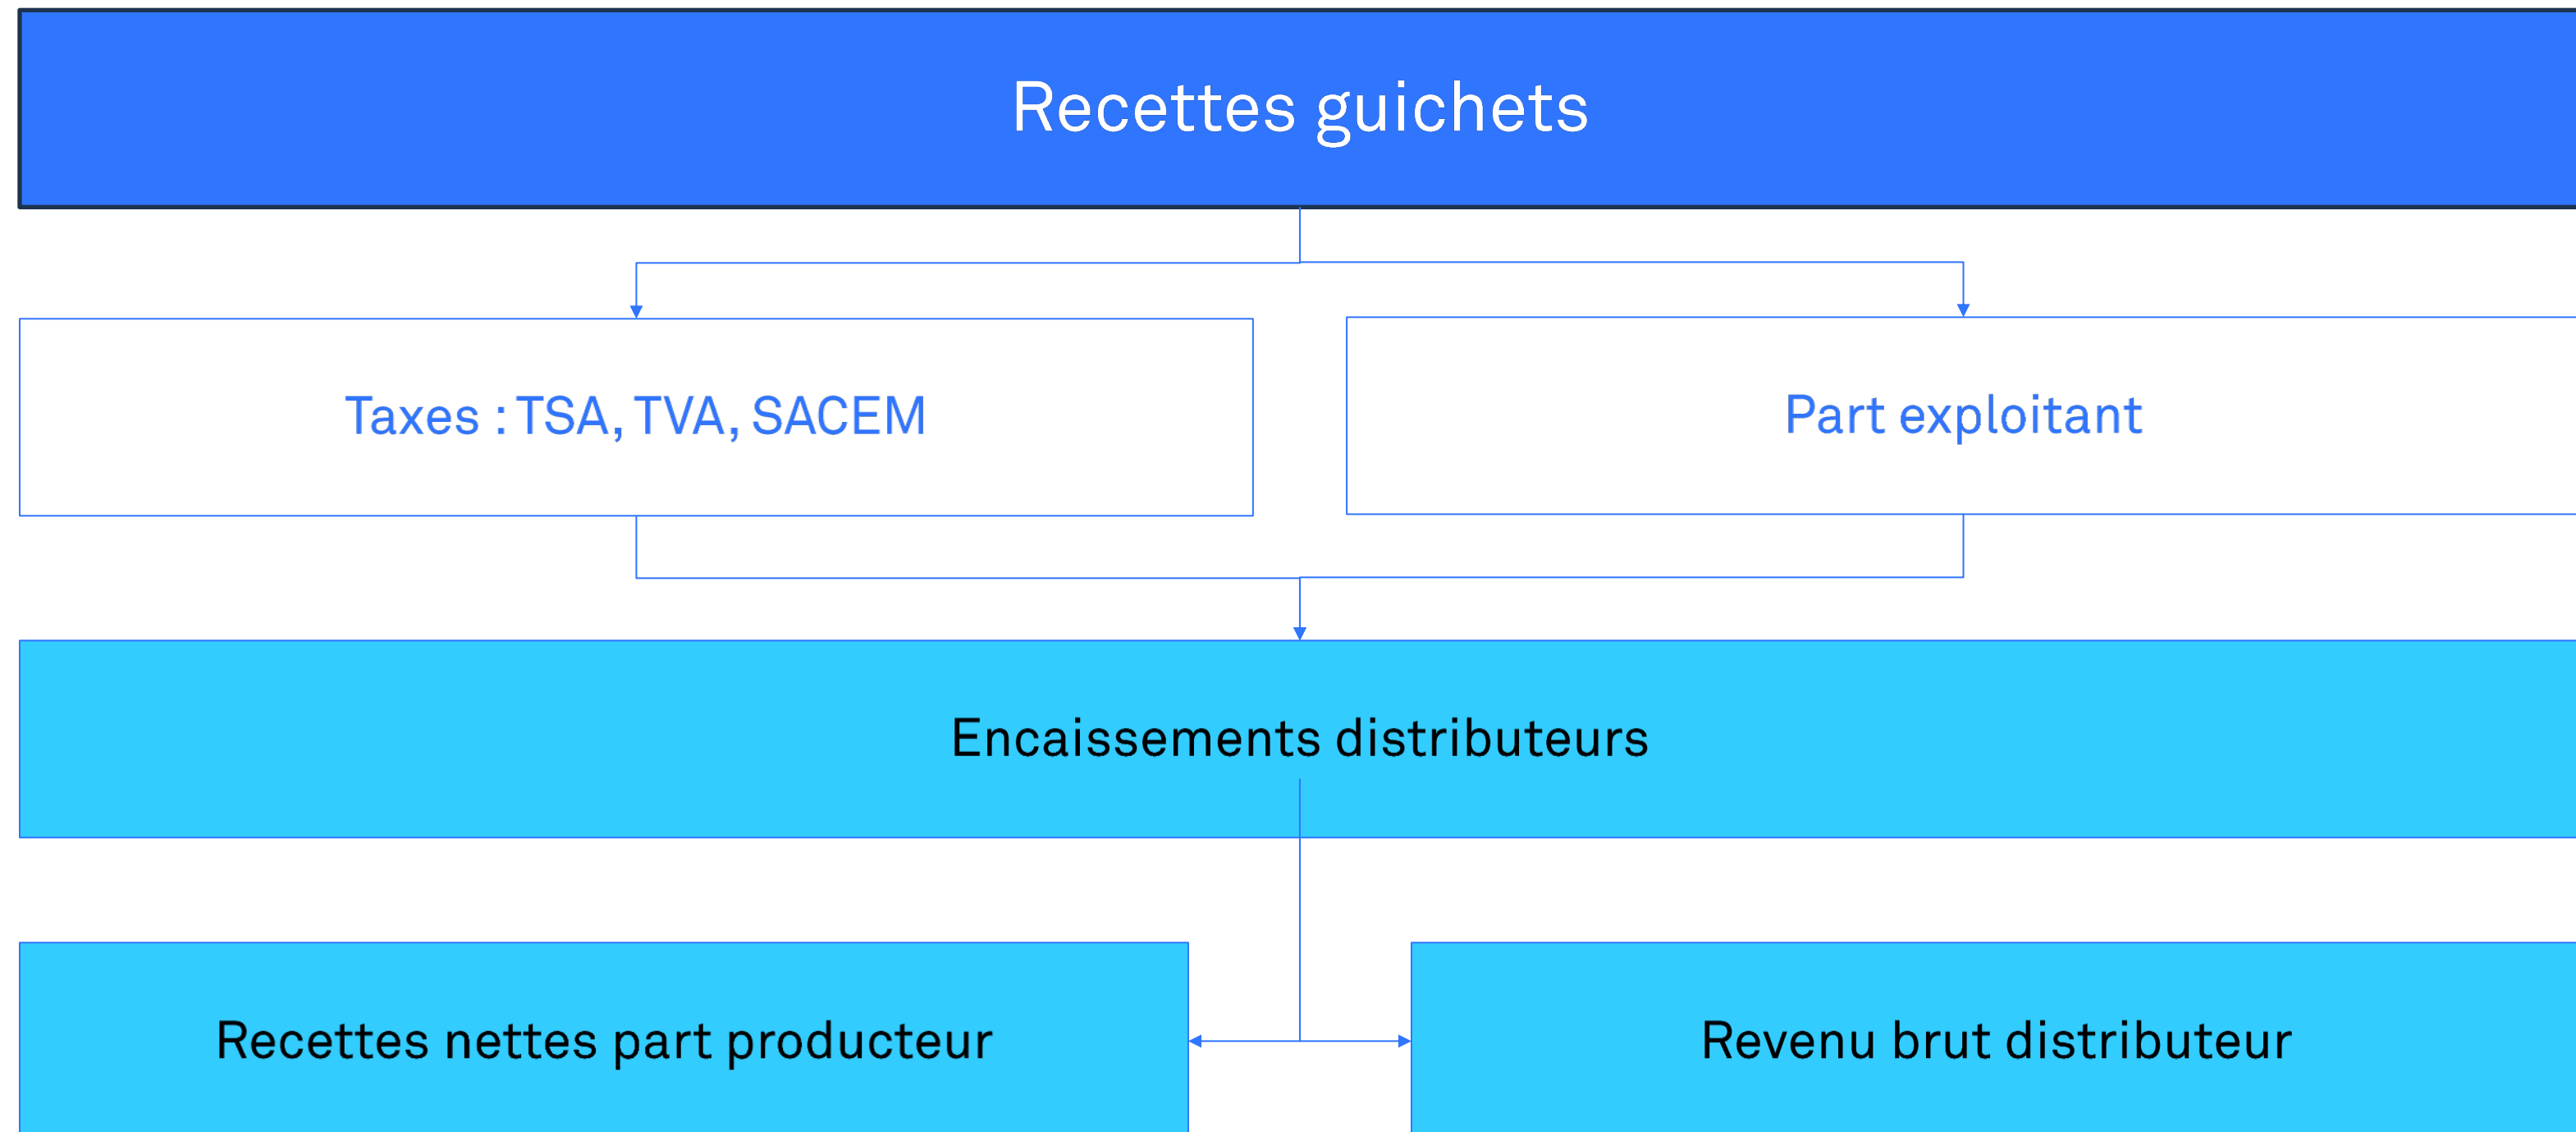 Recettes guichets
Taxes : TSA, TVA, SACEM
Part exploitant
Encaissements distributeurs
Recettes nettes part producteur
Revenu brut distributeur